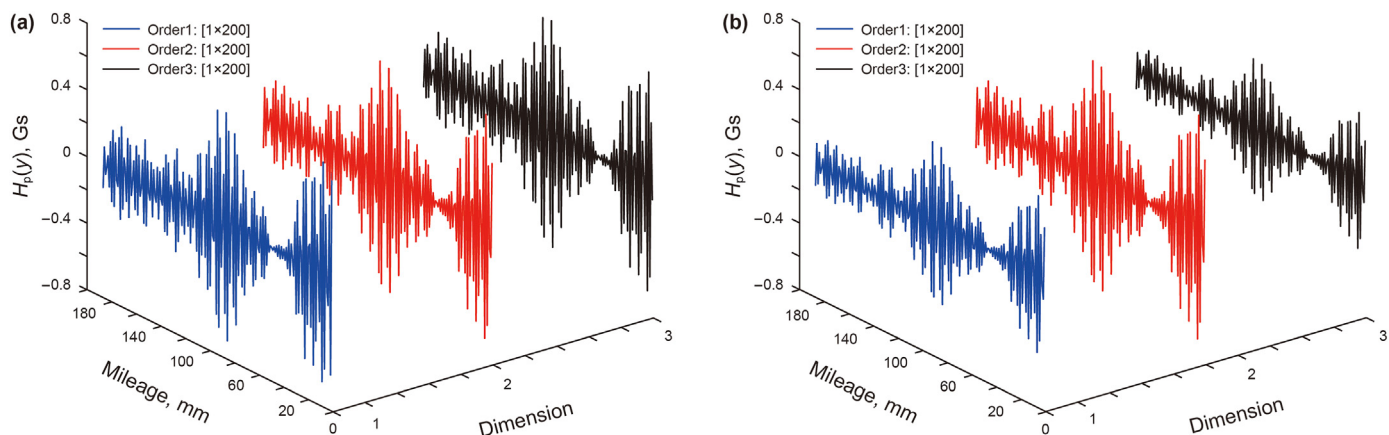 (a)
0.8
0.4
0
−0.4
−0.8
Hp(y), Gs
Order1: [1×200]
Order2: [1×200]
Order3: [1×200]
180
140
100
60
20
0
Mileage, mm
1
2
3
Dimension
(b)
0.8
0.4
0
−0.4
−0.8
Hp(y), Gs
Order1: [1×200]
Order2: [1×200]
Order3: [1×200]
180
140
100
60
20
0
Mileage, mm
1
2
3
Dimension